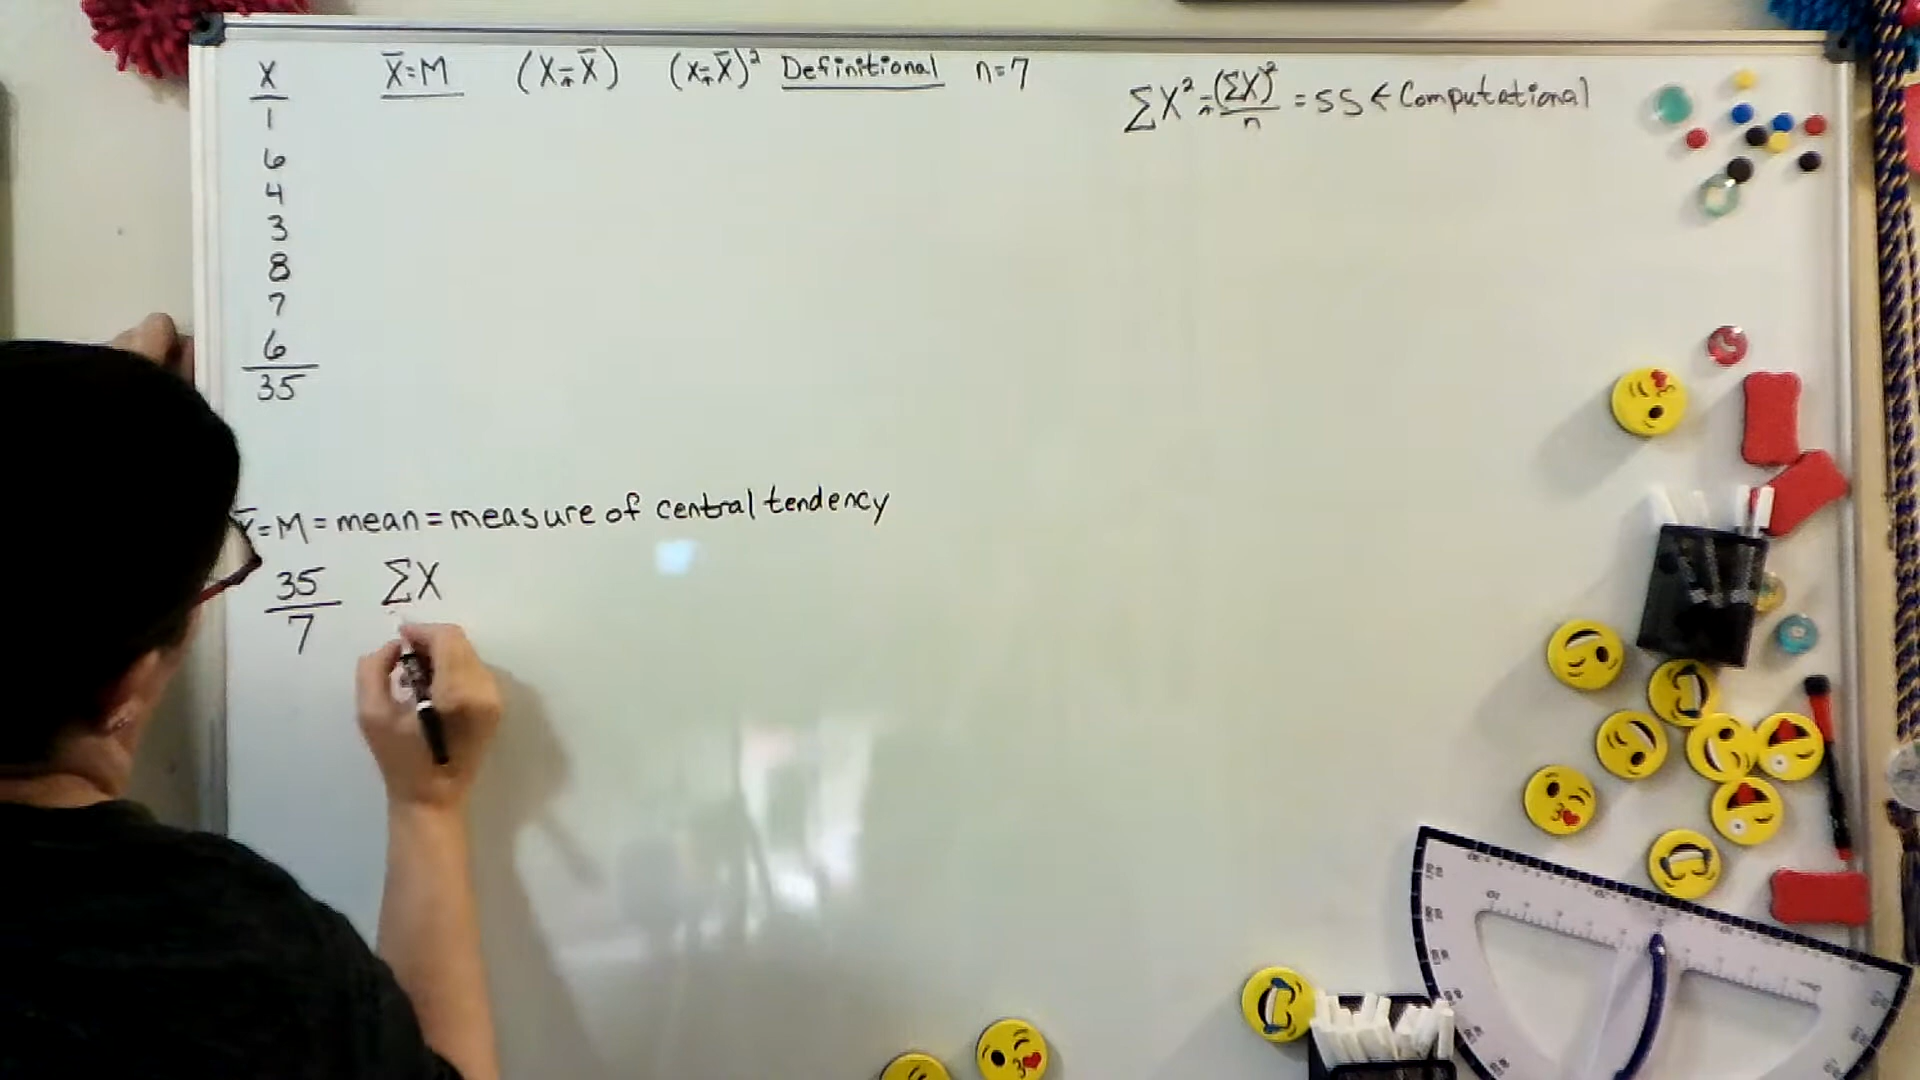 X X̄=M (X-X̄) (X-X̄)² Definitional n=7
ΣX² - (ΣX)²/n = SS ← Computational
1
6
4
3
8
7
6
35
=M = mean = measure of central tendency
35 ΣX
7